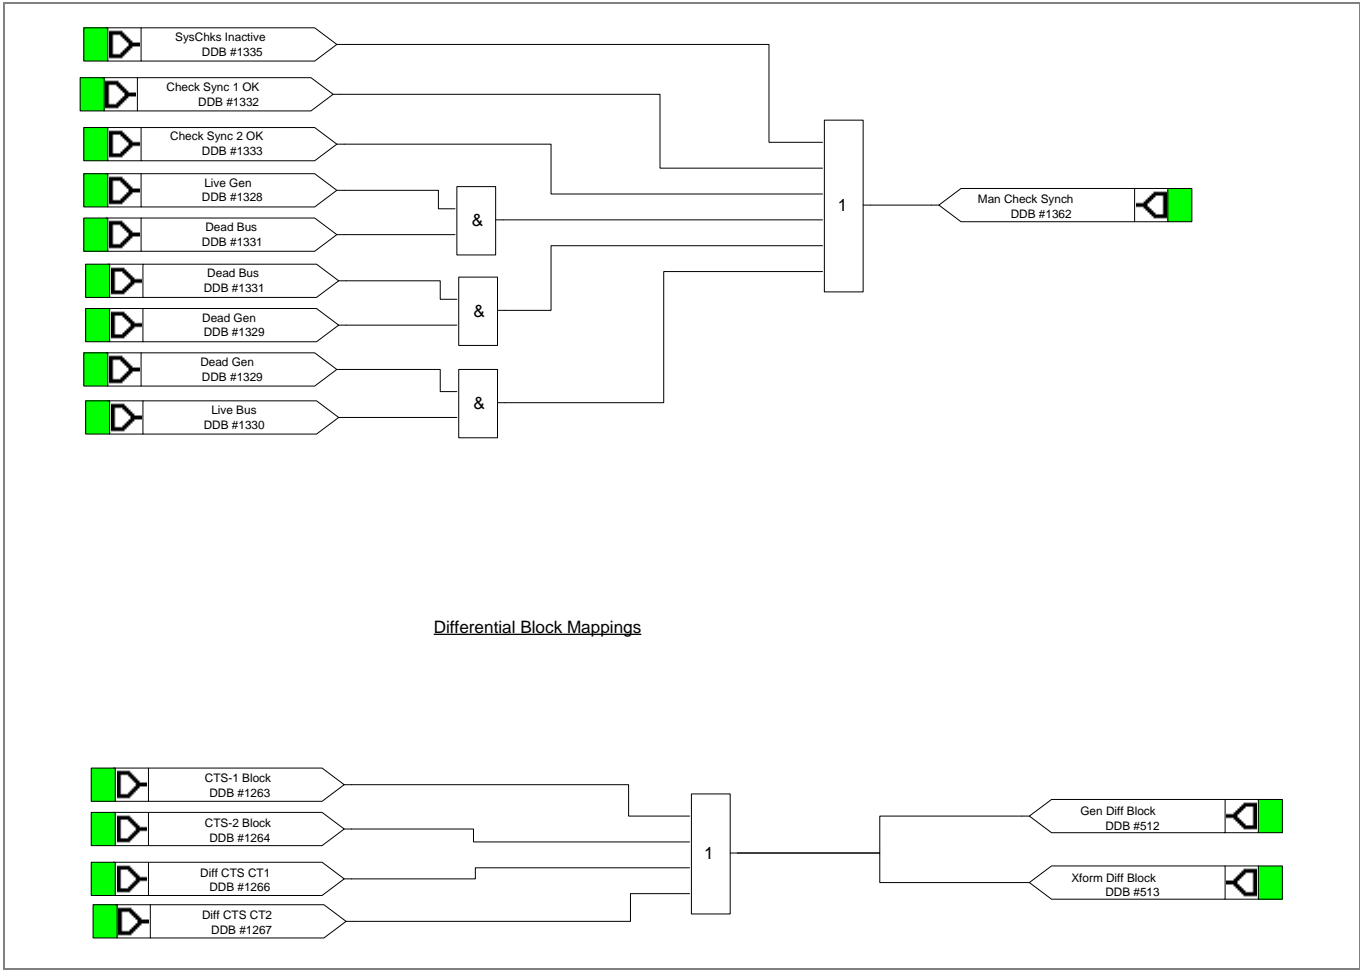 SysChks Inactive
DDB #1335
Check Sync 1 OK
DDB #1332
Check Sync 2 OK
DDB #1333
Live Gen
DDB #1328
Dead Bus
DDB #1331
&
Dead Bus
DDB #1331
Dead Gen
DDB #1329
&
Dead Gen
DDB #1329
Live Bus
DDB #1330
&
1
Man Check Synch
DDB #1362
Differential Block Mappings
CTS-1 Block
DDB #1263
CTS-2 Block
DDB #1264
Diff CTS CT1
DDB #1266
Diff CTS CT2
DDB #1267
1
Gen Diff Block
DDB #512
Xform Diff Block
DDB #513